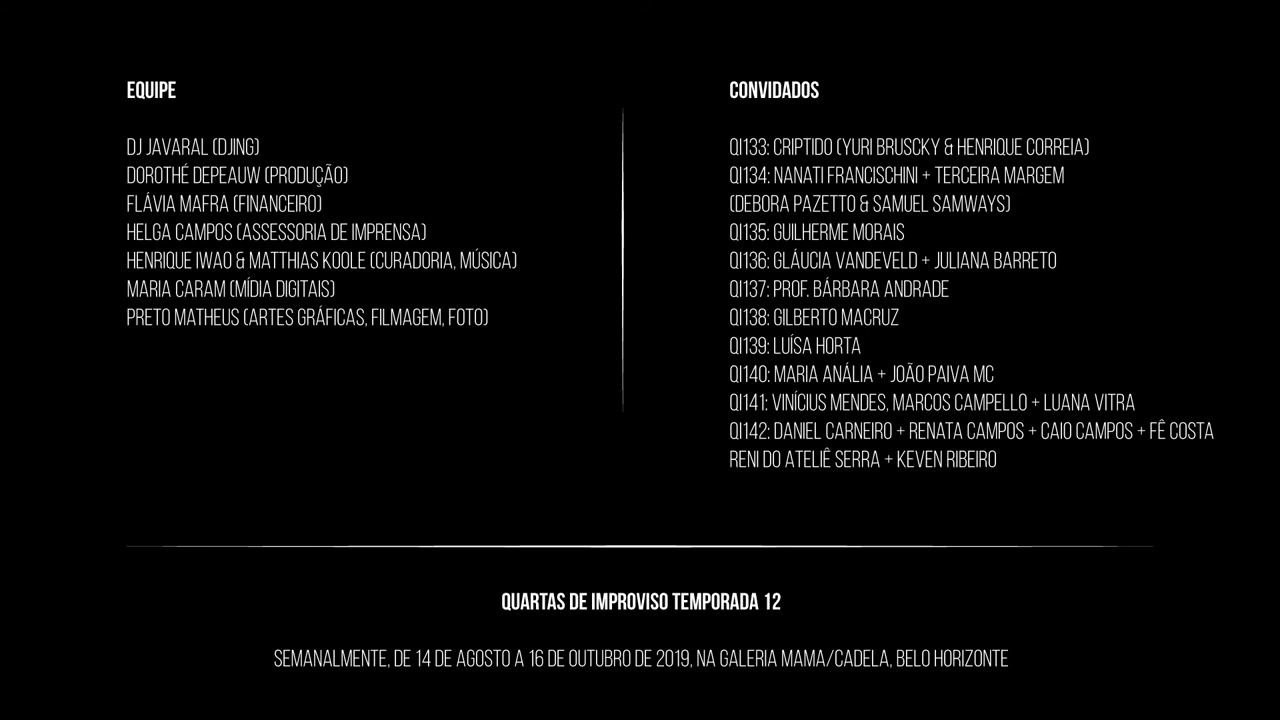 EQUIPE
DJ JAVARAL (DJING)
DOROTHÉ DEPEAUW (PRODUÇÃO)
FLÁVIA MAFRA (FINANCEIRO)
HELGA CAMPOS (ASSESSORIA DE IMPRENSA)
HENRIQUE IWAO & MATTHIAS KOOLE (CURADORIA, MÚSICA)
MARIA CARAM (MÍDIA DIGITAIS)
PRETO MATHEUS (ARTES GRÁFICAS, FILMAGEM, FOTO)
CONVIDADOS
QI133: CRIPTIDO (YURI BRUSCKY & HENRIQUE CORREIA)
QI134: NANATI FRANCISCHINI + TERCEIRA MARGEM
(DEBORA PAZETTO & SAMUEL SAMWAYS)
QI135: GUILHERME MORAIS
QI136: GLÁUCIA VANDEVELD + JULIANA BARRETO
QI137: PROF. BÁRBARA ANDRADE
QI138: GILBERTO MACRUZ
QI139: LUÍSA HORTA
QI140: MARIA ANÁLIA + JOÃO PAIVA MC
QI141: VINÍCIUS MENDES, MARCOS CAMPELLO + LUANA VITRA
QI142: DANIEL CARNEIRO + RENATA CAMPOS + CAIO CAMPOS + FÊ COSTA
RENI DO ATELIÊ SERRA + KEVEN RIBEIRO
QUARTAS DE IMPROVISO TEMPORADA 12
SEMANALMENTE, DE 14 DE AGOSTO A 16 DE OUTUBRO DE 2019, NA GALERIA MAMA/CADELA, BELO HORIZONTE